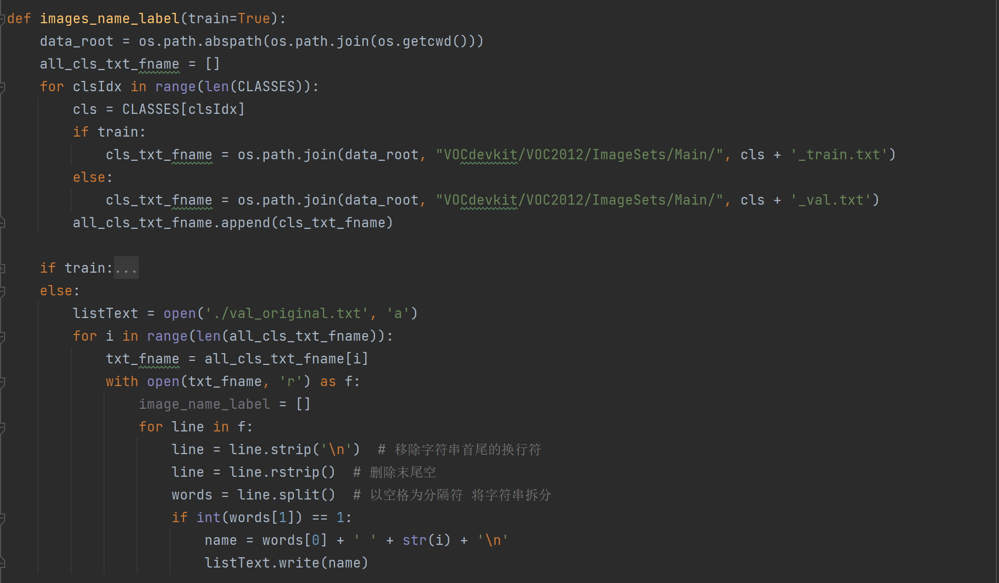 def images_name_label(train=True):
    data_root = os.path.abspath(os.path.join(os.getcwd()))
    all_cls_txt_fname = []
    for clsIdx in range(len(CLASSES)):
        cls = CLASSES[clsIdx]
        if train:
            cls_txt_fname = os.path.join(data_root, "VOCdevkit/VOC2012/ImageSets/Main/", cls + '_train.txt')
        else:
            cls_txt_fname = os.path.join(data_root, "VOCdevkit/VOC2012/ImageSets/Main/", cls + '_val.txt')
        all_cls_txt_fname.append(cls_txt_fname)

    if train:...
    else:
        listText = open('./val_original.txt', 'a')
        for i in range(len(all_cls_txt_fname)):
            txt_fname = all_cls_txt_fname[i]
            with open(txt_fname, 'r') as f:
                image_name_label = []
                for line in f:
                    line = line.strip('\n')  # 移除字符串首尾的换行符
                    line = line.rstrip()  # 删除末尾空
                    words = line.split()  # 以空格为分隔符 将字符串拆分
                    if int(words[1]) == 1:
                        name = words[0] + ' ' + str(i) + '\n'
                        listText.write(name)